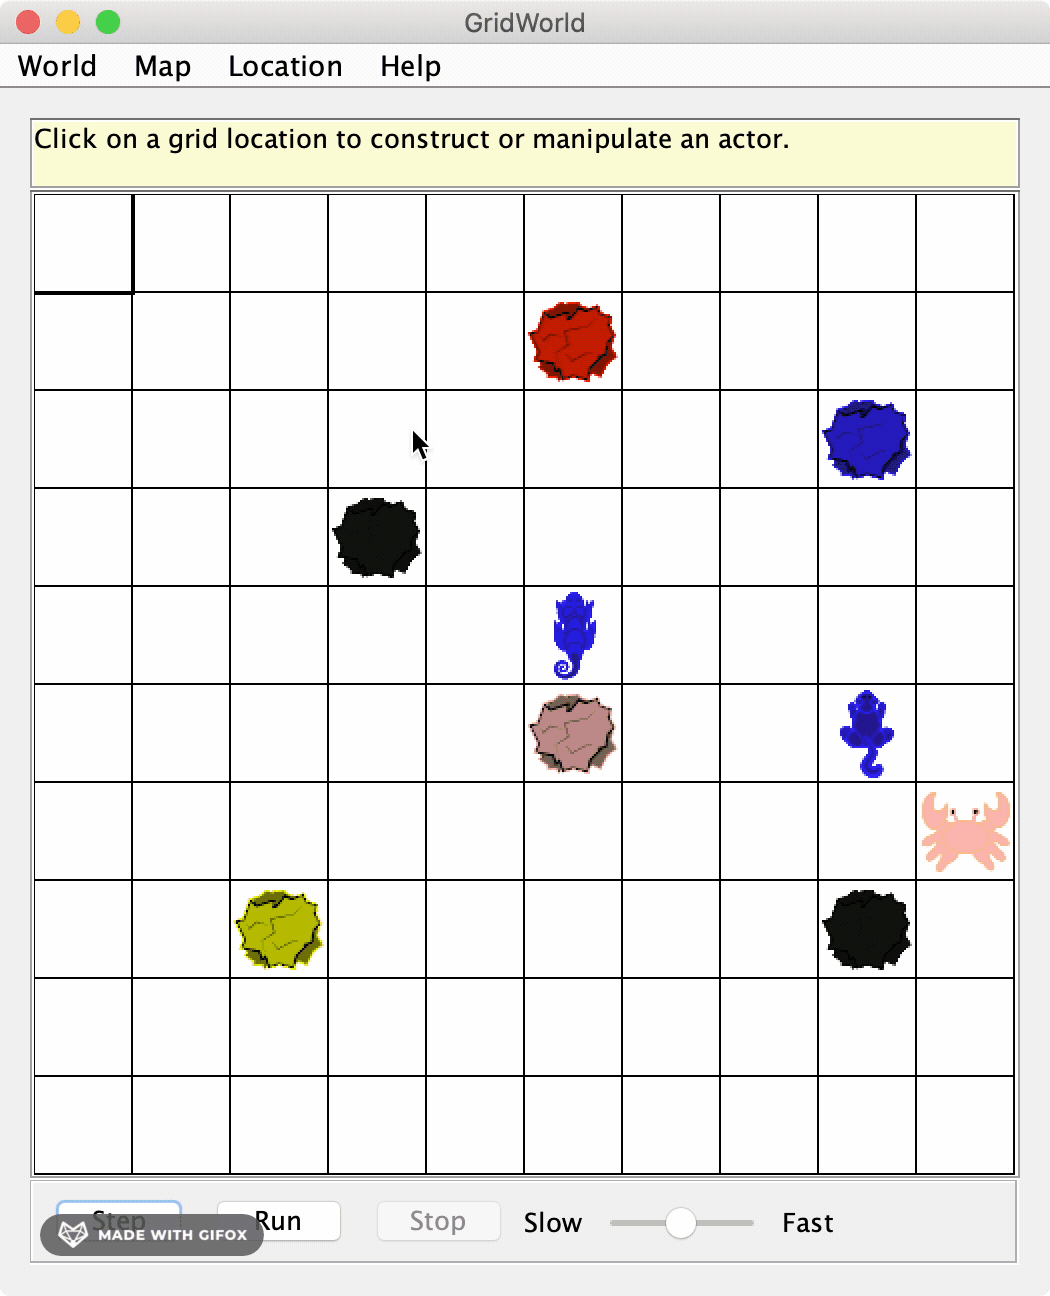 GridWorld
World Map Location Help
Click on a grid location to construct or manipulate an actor.
Step Run Stop Slow Fast
MADE WITH GIFOX